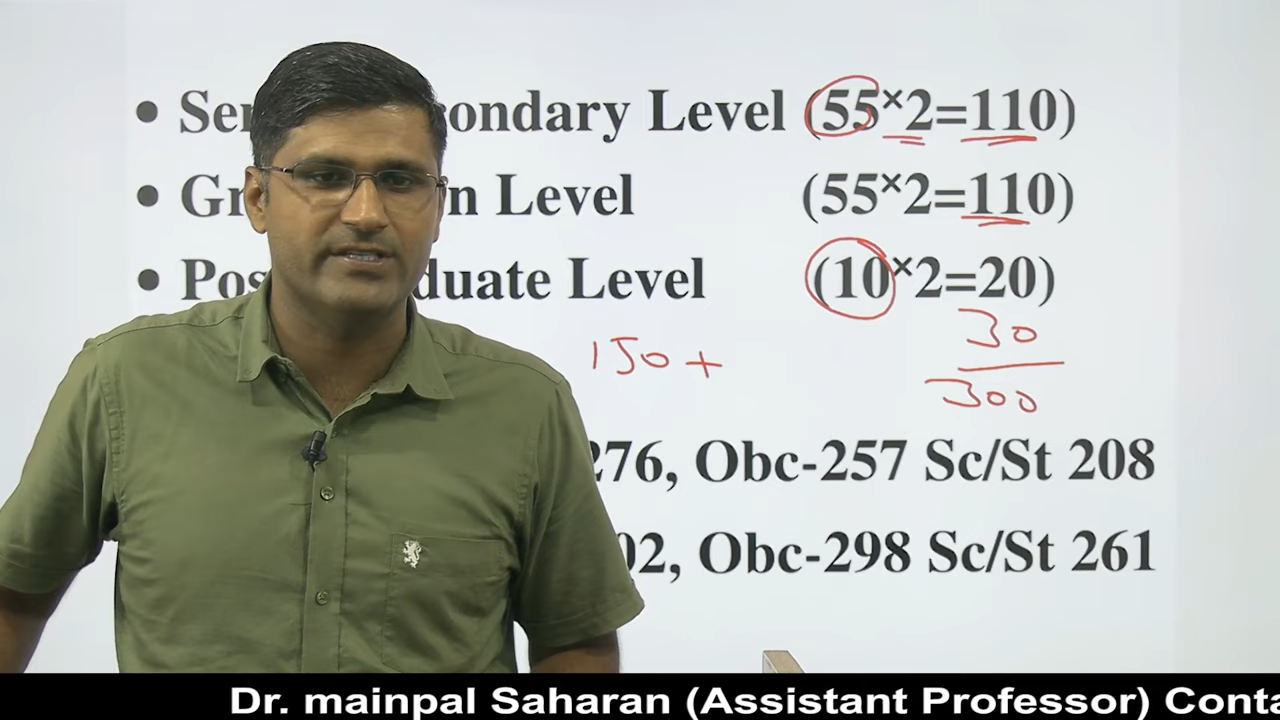 • Ser ondary Level (55×2=110)
• Gr n Level (55×2=110)
• Pos duate Level (10×2=20)
30
150+
300
276, Obc-257 Sc/St 208
02, Obc-298 Sc/St 261
Dr. mainpal Saharan (Assistant Professor) Conta